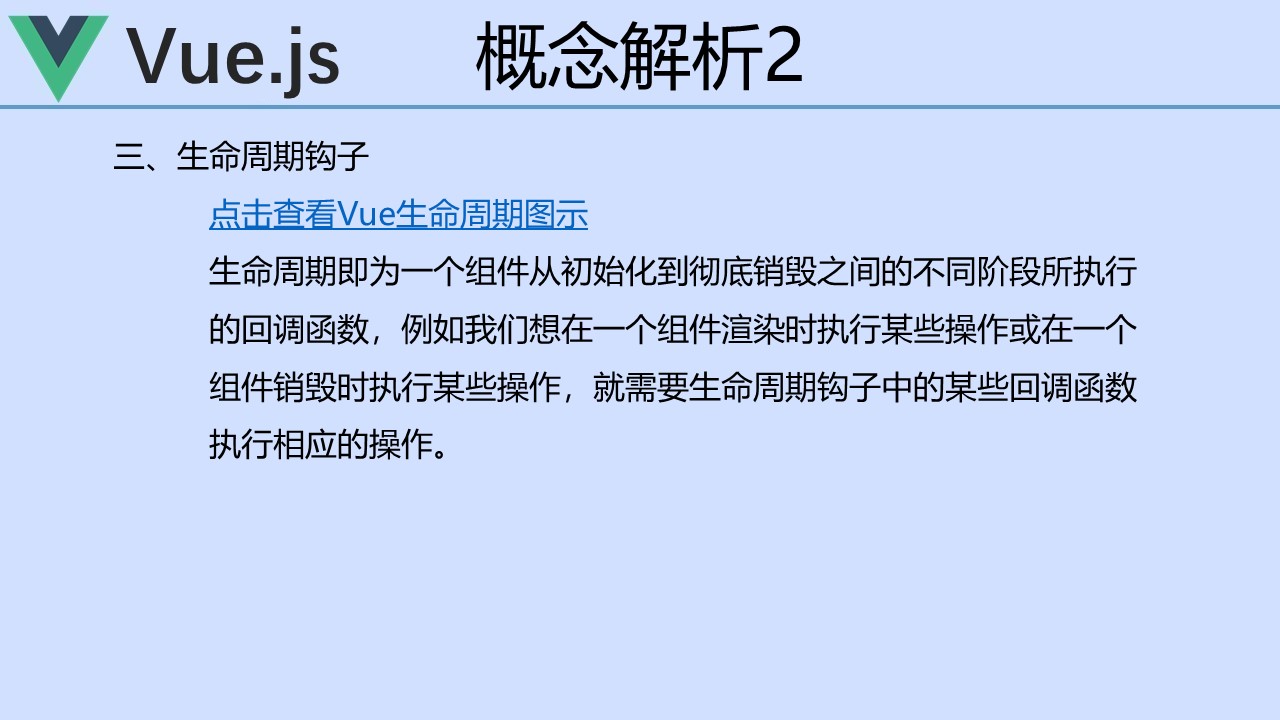 Vue.js
概念解析2
三、生命周期钩子
点击查看Vue生命周期图示
生命周期即为一个组件从初始化到彻底销毁之间的不同阶段所执行
的回调函数，例如我们想在一个组件渲染时执行某些操作或在一个
组件销毁时执行某些操作，就需要生命周期钩子中的某些回调函数
执行相应的操作。